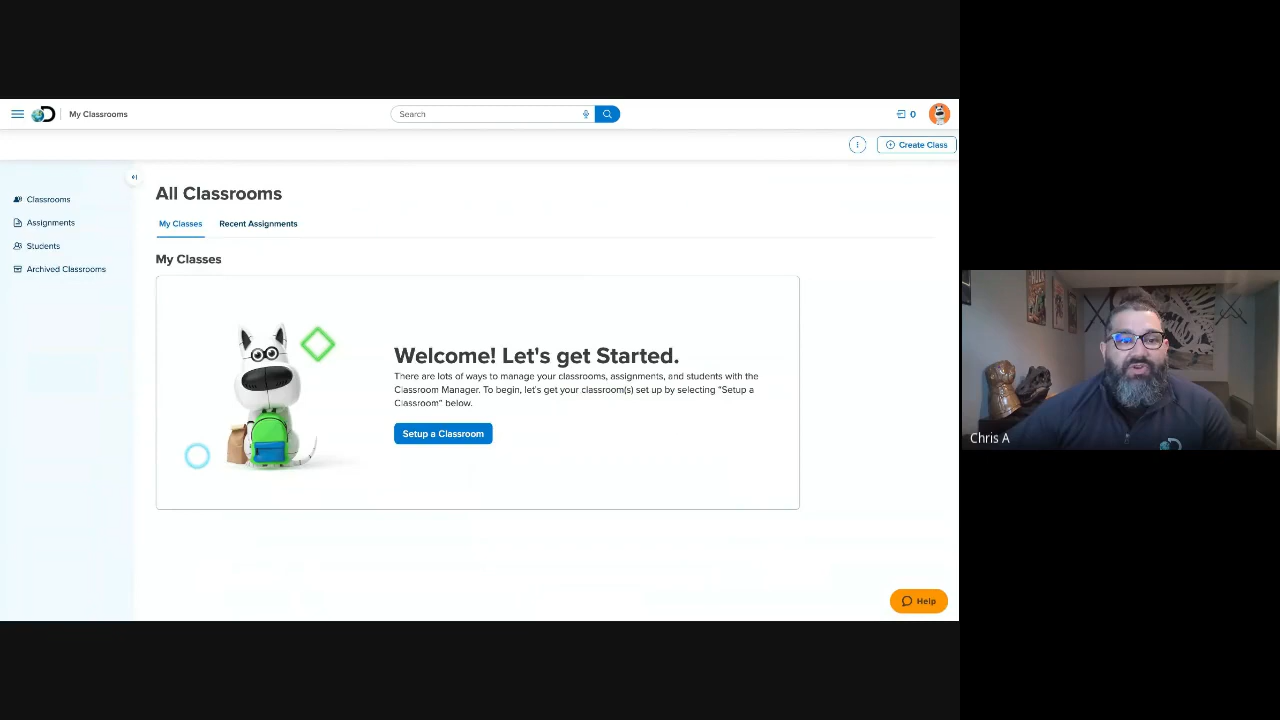 My Classrooms
Search
0
Create Class
Classrooms
Assignments
Students
Archived Classrooms
All Classrooms
My Classes
Recent Assignments
My Classes
Welcome! Let's get Started.
There are lots of ways to manage your classrooms, assignments, and students with the
Classroom Manager. To begin, let's get your classroom(s) set up by selecting "Setup a
Classroom" below.
Setup a Classroom
Help
Chris A